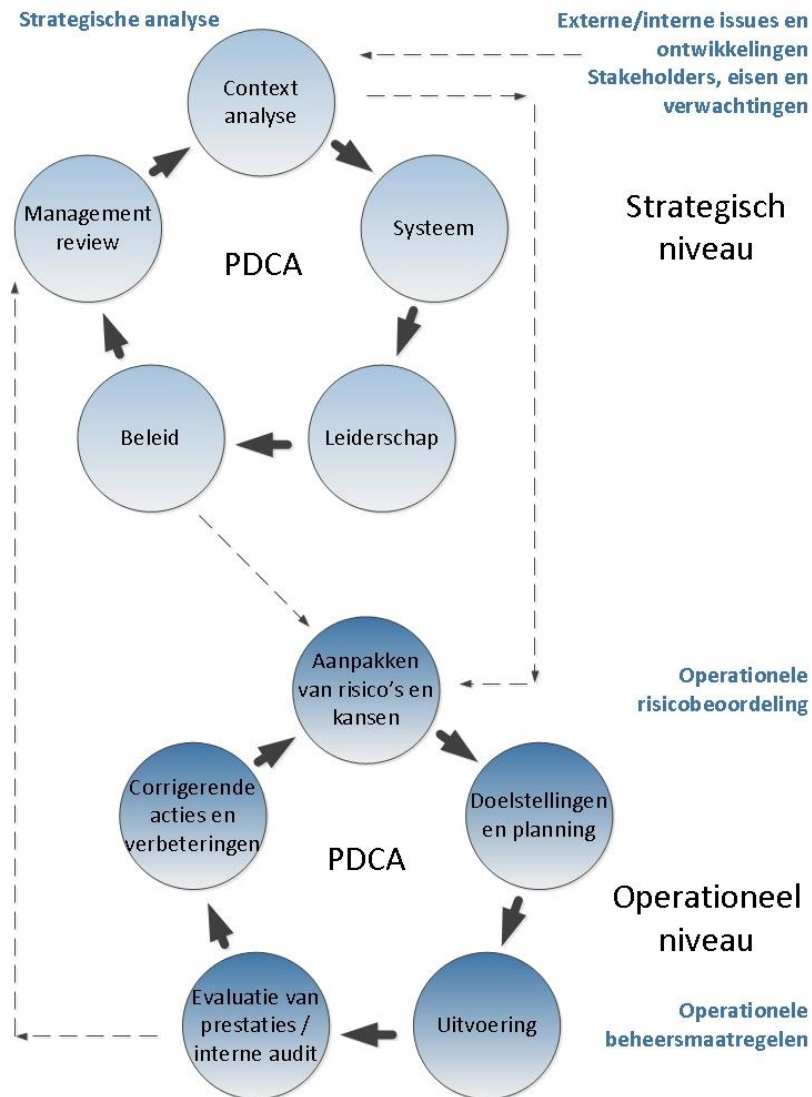 Strategische analyse
Externe/interne issues en
ontwikkelingen
Stakeholders, eisen en
verwachtingen
Context
analyse
Management
review
Systeem
PDCA
Strategisch
niveau
Beleid
Leiderschap
Aanpakken
van risico's en
kansen
Operationele
risicobeoordeling
Corrigerende
acties en
verbeteringen
Doelstellingen
en planning
PDCA
Operationeel
niveau
Evaluatie van
prestaties /
interne audit
Uitvoering
Operationele
beheersmaatregelen